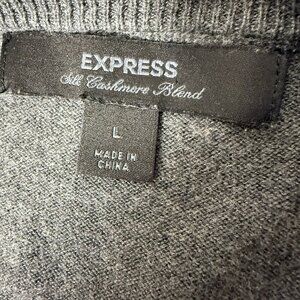 EXPRESS
Silk Cashmere Blend
L
MADE IN
CHINA